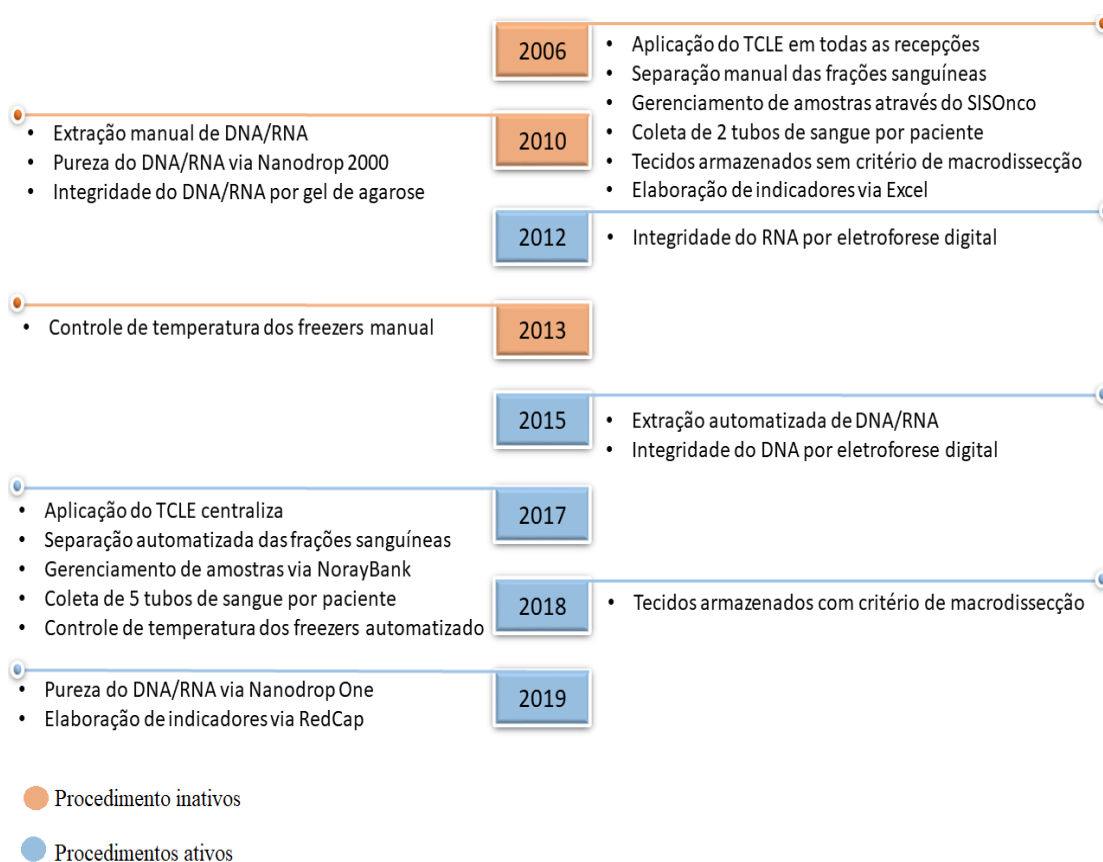 2006
• Aplicação do TCLE em todas as recepções
• Separação manual das frações sanguíneas
• Gerenciamento de amostras através do SISOnco
• Coleta de 2 tubos de sangue por paciente
• Tecidos armazenados sem critério de macrodissecção
• Elaboração de indicadores via Excel
2010
• Extração manual de DNA/RNA
• Pureza do DNA/RNA via Nanodrop 2000
• Integridade do DNA/RNA por gel de agarose
2012
• Integridade do RNA por eletroforese digital
2013
• Controle de temperatura dos freezers manual
2015
• Extração automatizada de DNA/RNA
• Integridade do DNA por eletroforese digital
2017
• Aplicação do TCLE centraliza
• Separação automatizada das frações sanguíneas
• Gerenciamento de amostras via NorayBank
• Coleta de 5 tubos de sangue por paciente
• Controle de temperatura dos freezers automatizado
2018
• Tecidos armazenados com critério de macrodissecção
2019
• Pureza do DNA/RNA via Nanodrop One
• Elaboração de indicadores via RedCap
Procedimento inativos
Procedimentos ativos